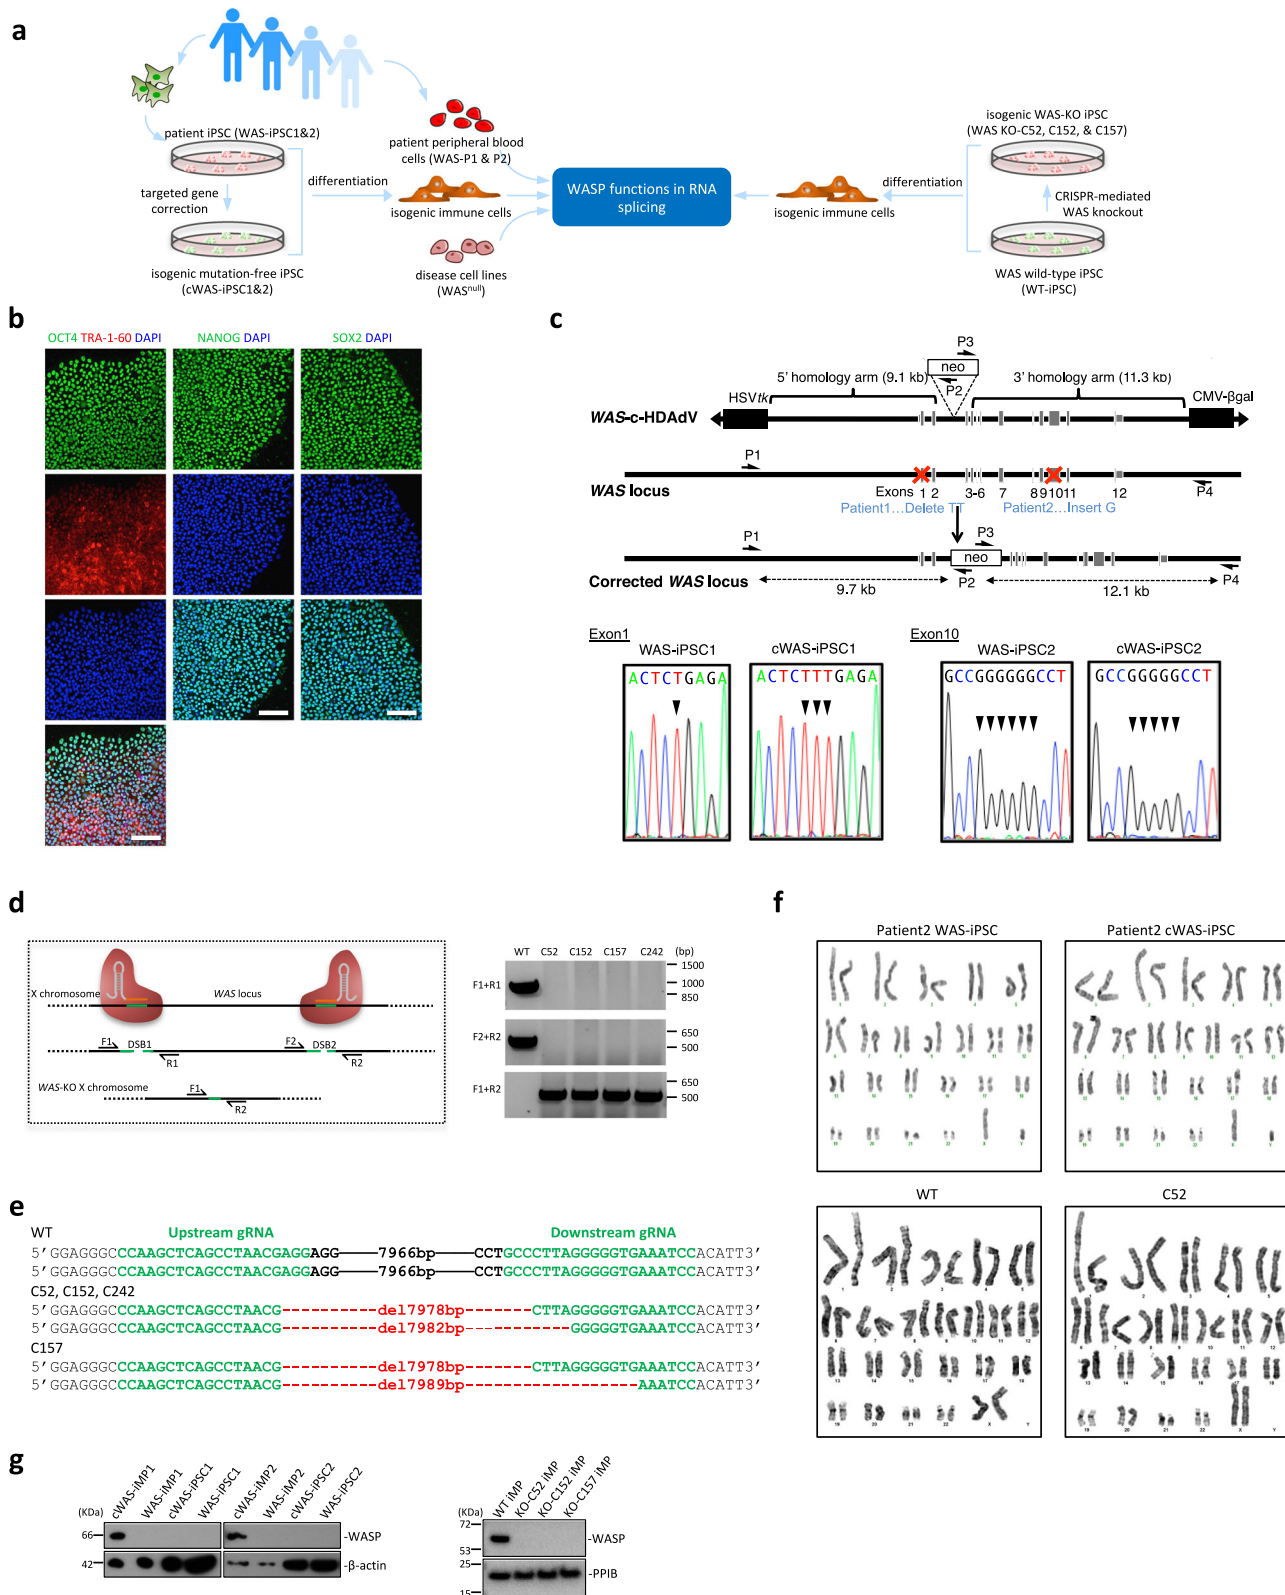 a
patient iPSC (WAS-iPSC1&2)
targeted gene
correction
isogenic mutation-free iPSC
(cWAS-iPSC1&2)
differentiation
patient peripheral blood
cells (WAS-P1 & P2)
isogenic immune cells
disease cell lines
(WASnull)
WASP functions in RNA
splicing
isogenic immune cells
differentiation
isogenic WAS-KO iPSC
(WAS KO-C52, C152, & C157)
CRISPR-mediated
WAS knockout
WAS wild-type iPSC
(WT-iPSC)
b
OCT4 TRA-1-60 DAPI
NANOG DAPI
SOX2 DAPI
c
P3
neo
P2
5' homology arm (9.1 kb)
3' homology arm (11.3 kb)
HSVtk
CMV-βgal
WAS-c-HDAdV
P1
WAS locus
Exons 1 2 3-6 7 8 9 10 11 12
P4
Patient1...Delete TT
Patient2...Insert G
P1
P3
neo
P2
P4
Corrected WAS locus
9.7 kb
12.1 kb
Exon1
WAS-iPSC1
cWAS-iPSC1
Exon10
WAS-iPSC2
cWAS-iPSC2
ACTCTGAGA
ACTCTTTGAGA
GCCGGGGGGCCT
GCCGGGGGCCT
d
X chromosome
WAS locus
F1 DSB1 R1
F2 DSB2 R2
WAS-KO X chromosome
F1
R2
WT C52 C152 C157 C242 (bp)
F1+R1
1500
1000
850
F2+R2
650
500
F1+R2
650
500
e
Upstream gRNA
Downstream gRNA
WT
5'GGAGGGCCCAAGCTCAGCCTAACGAGGAGG——7966bp——CCTGCCCTTAGGGGGTGAAATCCACATT3'
5'GGAGGGCCCAAGCTCAGCCTAACGAGGAGG——7966bp——CCTGCCCTTAGGGGGTGAAATCCACATT3'
C52, C152, C242
5'GGAGGGCCCAAGCTCAGCCTAACG---------del7978bp-------CTTAGGGGGTGAAATCCACATT3'
5'GGAGGGCCCAAGCTCAGCCTAACG---------del7982bp-----------GGGGGTGAAATCCACATT3'
C157
5'GGAGGGCCCAAGCTCAGCCTAACG---------del7978bp-------CTTAGGGGGTGAAATCCACATT3'
5'GGAGGGCCCAAGCTCAGCCTAACG---------del7989bp------------------AAATCCACATT3'
f
Patient2 WAS-iPSC
Patient2 cWAS-iPSC
WT
C52
g
(KDa)
cWAS-iMP1
WAS-iMP1
cWAS-iPSC1
WAS-iPSC1
cWAS-iMP2
WAS-iMP2
cWAS-iPSC2
WAS-iPSC2
66
-WASP
42
-β-actin
(KDa)
WT iMP
KO-C52 iMP
KO-C152 iMP
KO-C157 iMP
72
-WASP
53
25
-PPIB
15